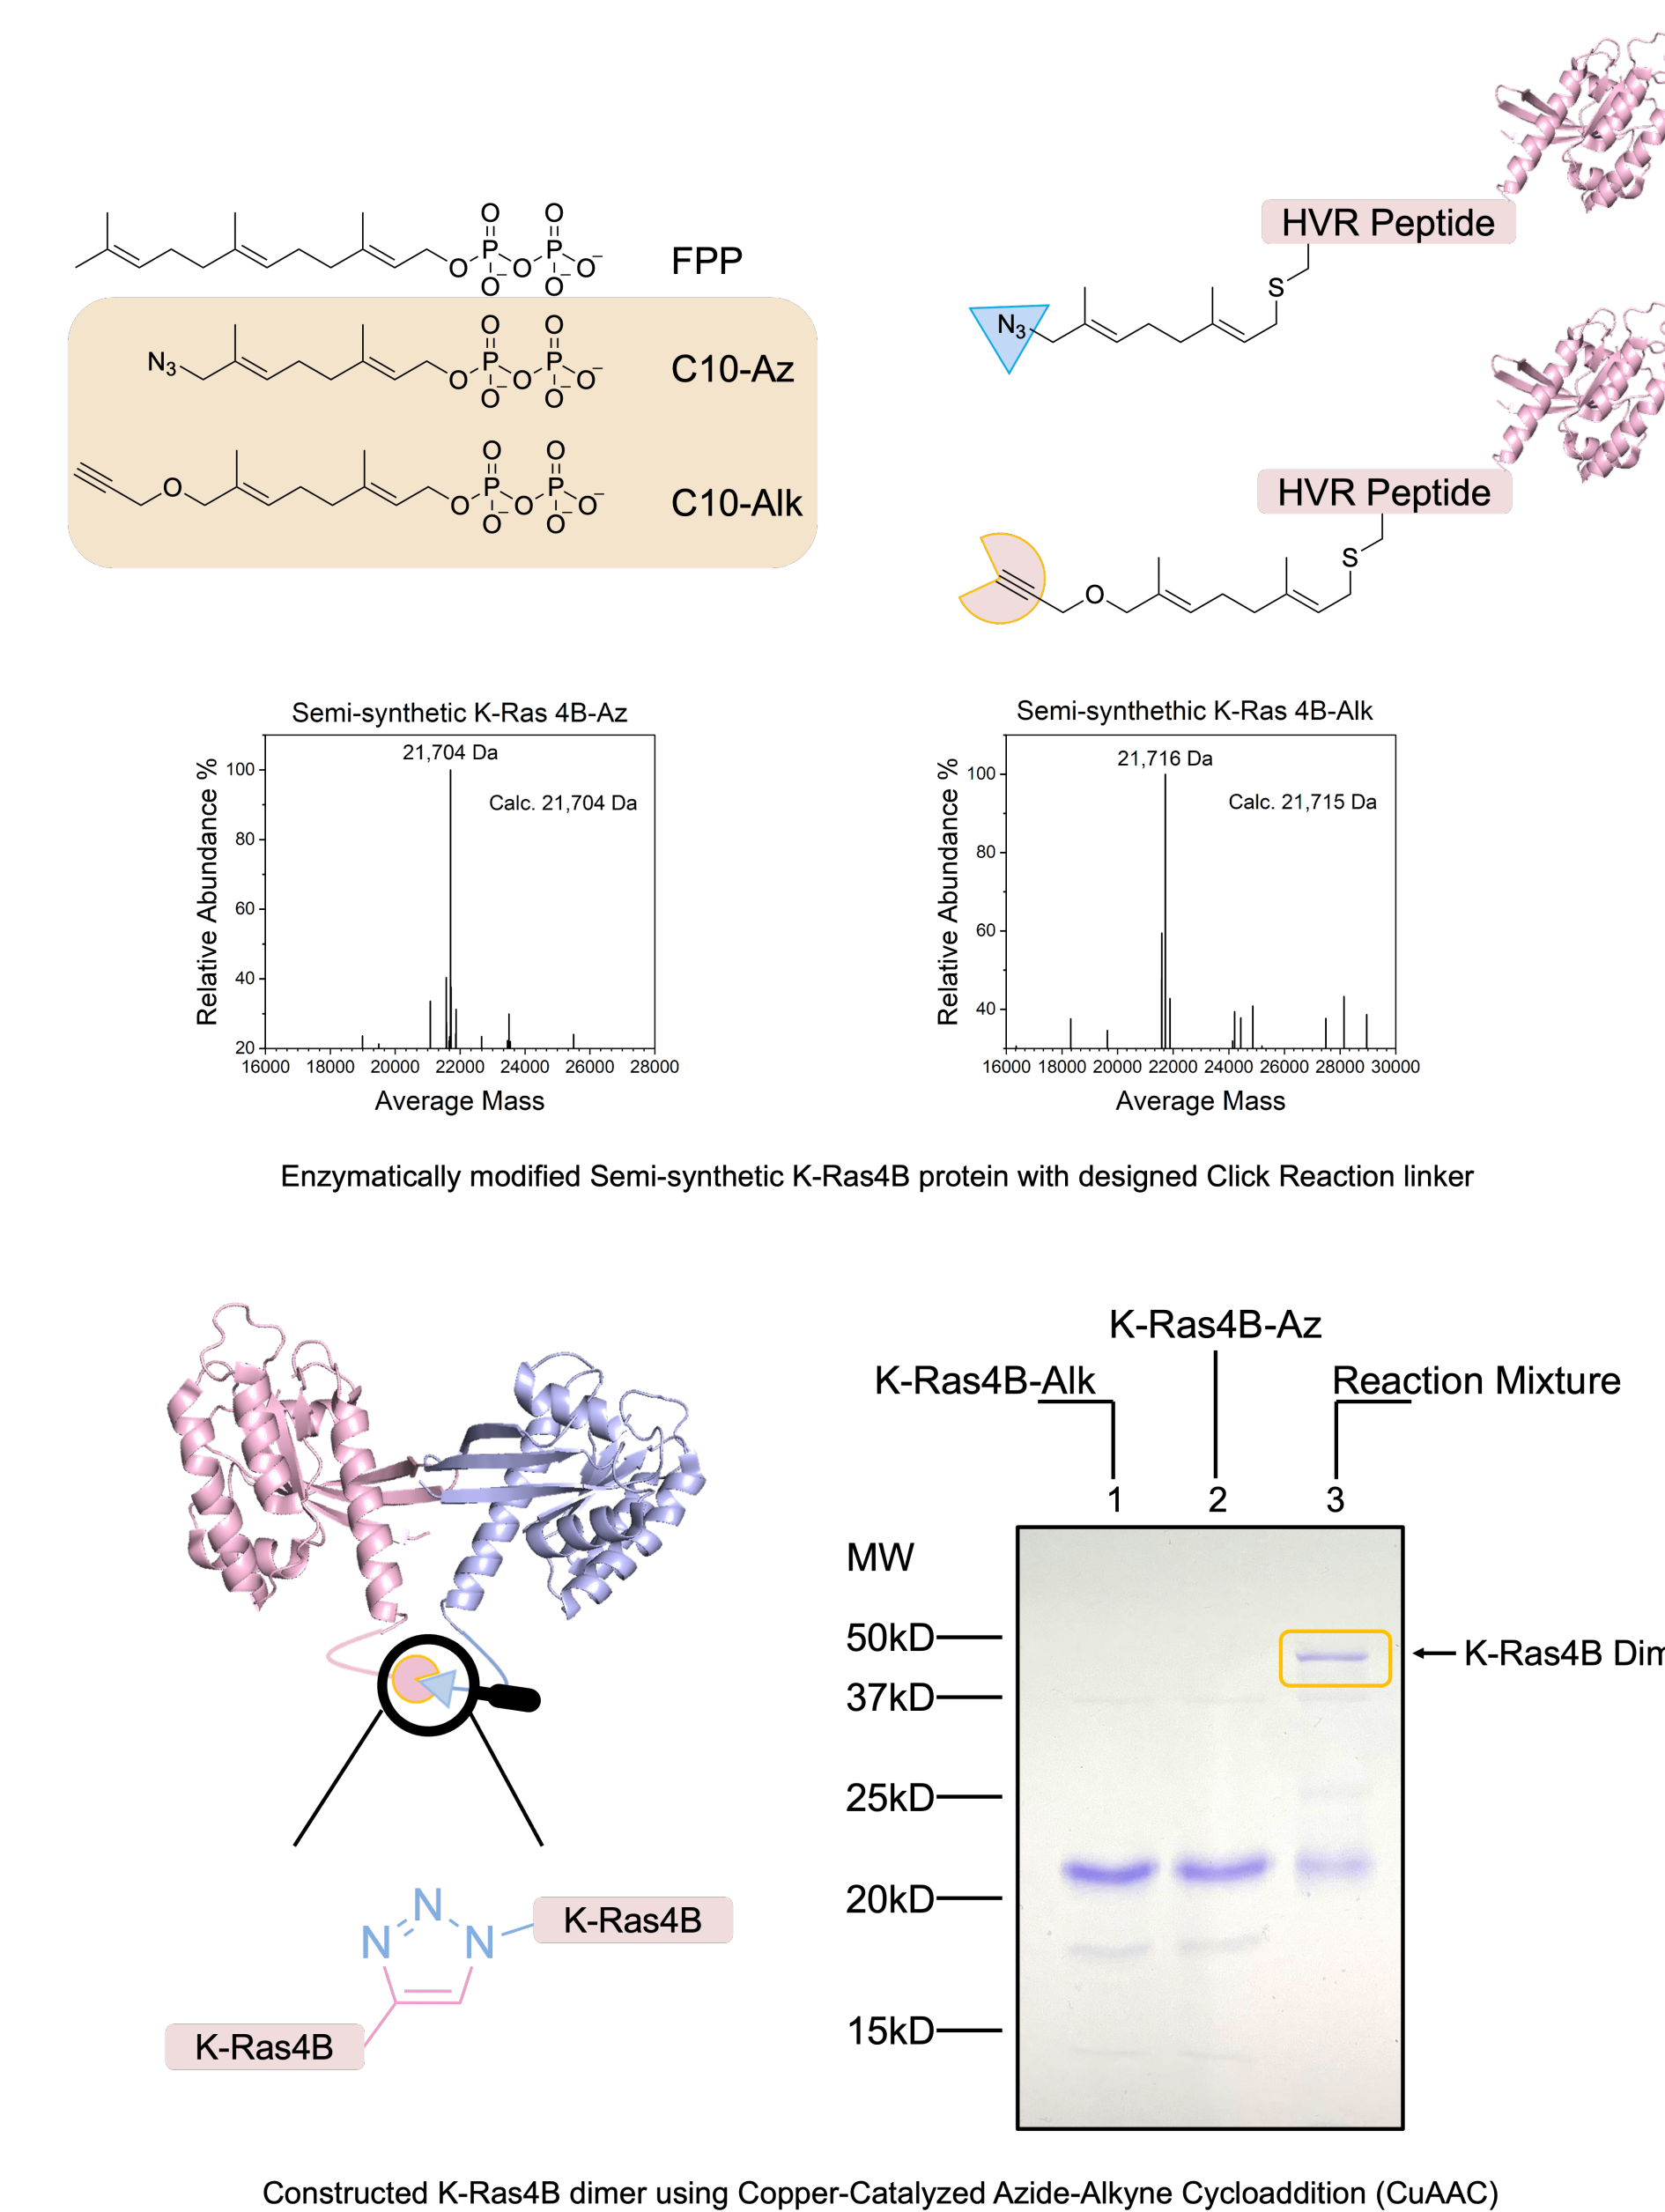 HVR Peptide
O O
P P
O O O
O O
FPP
S
N3
N3
O O
P P
O O O
O O
C10-Az
HVR Peptide
O
O O
P P
O O O
O O
C10-Alk
S
O
Semi-synthetic K-Ras 4B-Az
21,704 Da
Calc. 21,704 Da
Relative Abundance %
100
80
60
40
20
16000 18000 20000 22000 24000 26000 28000
Average Mass
Semi-synthethic K-Ras 4B-Alk
21,716 Da
Calc. 21,715 Da
Relative Abundance %
100
80
60
40
16000 18000 20000 22000 24000 26000 28000 30000
Average Mass
Enzymatically modified Semi-synthetic K-Ras4B protein with designed Click Reaction linker
K-Ras4B-Az
K-Ras4B-Alk
Reaction Mixture
1 2 3
MW
50kD
37kD
25kD
20kD
15kD
K-Ras4B Dim
N
N N
K-Ras4B
K-Ras4B
Constructed K-Ras4B dimer using Copper-Catalyzed Azide-Alkyne Cycloaddition (CuAAC)